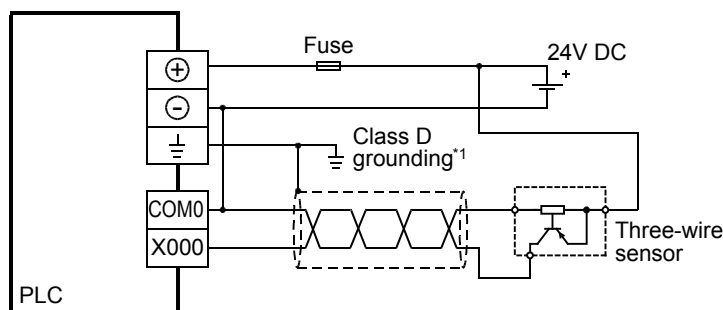 Fuse
24V DC
+
+
-
Class D
grounding*1
COM0
X000
Three-wire
sensor
PLC